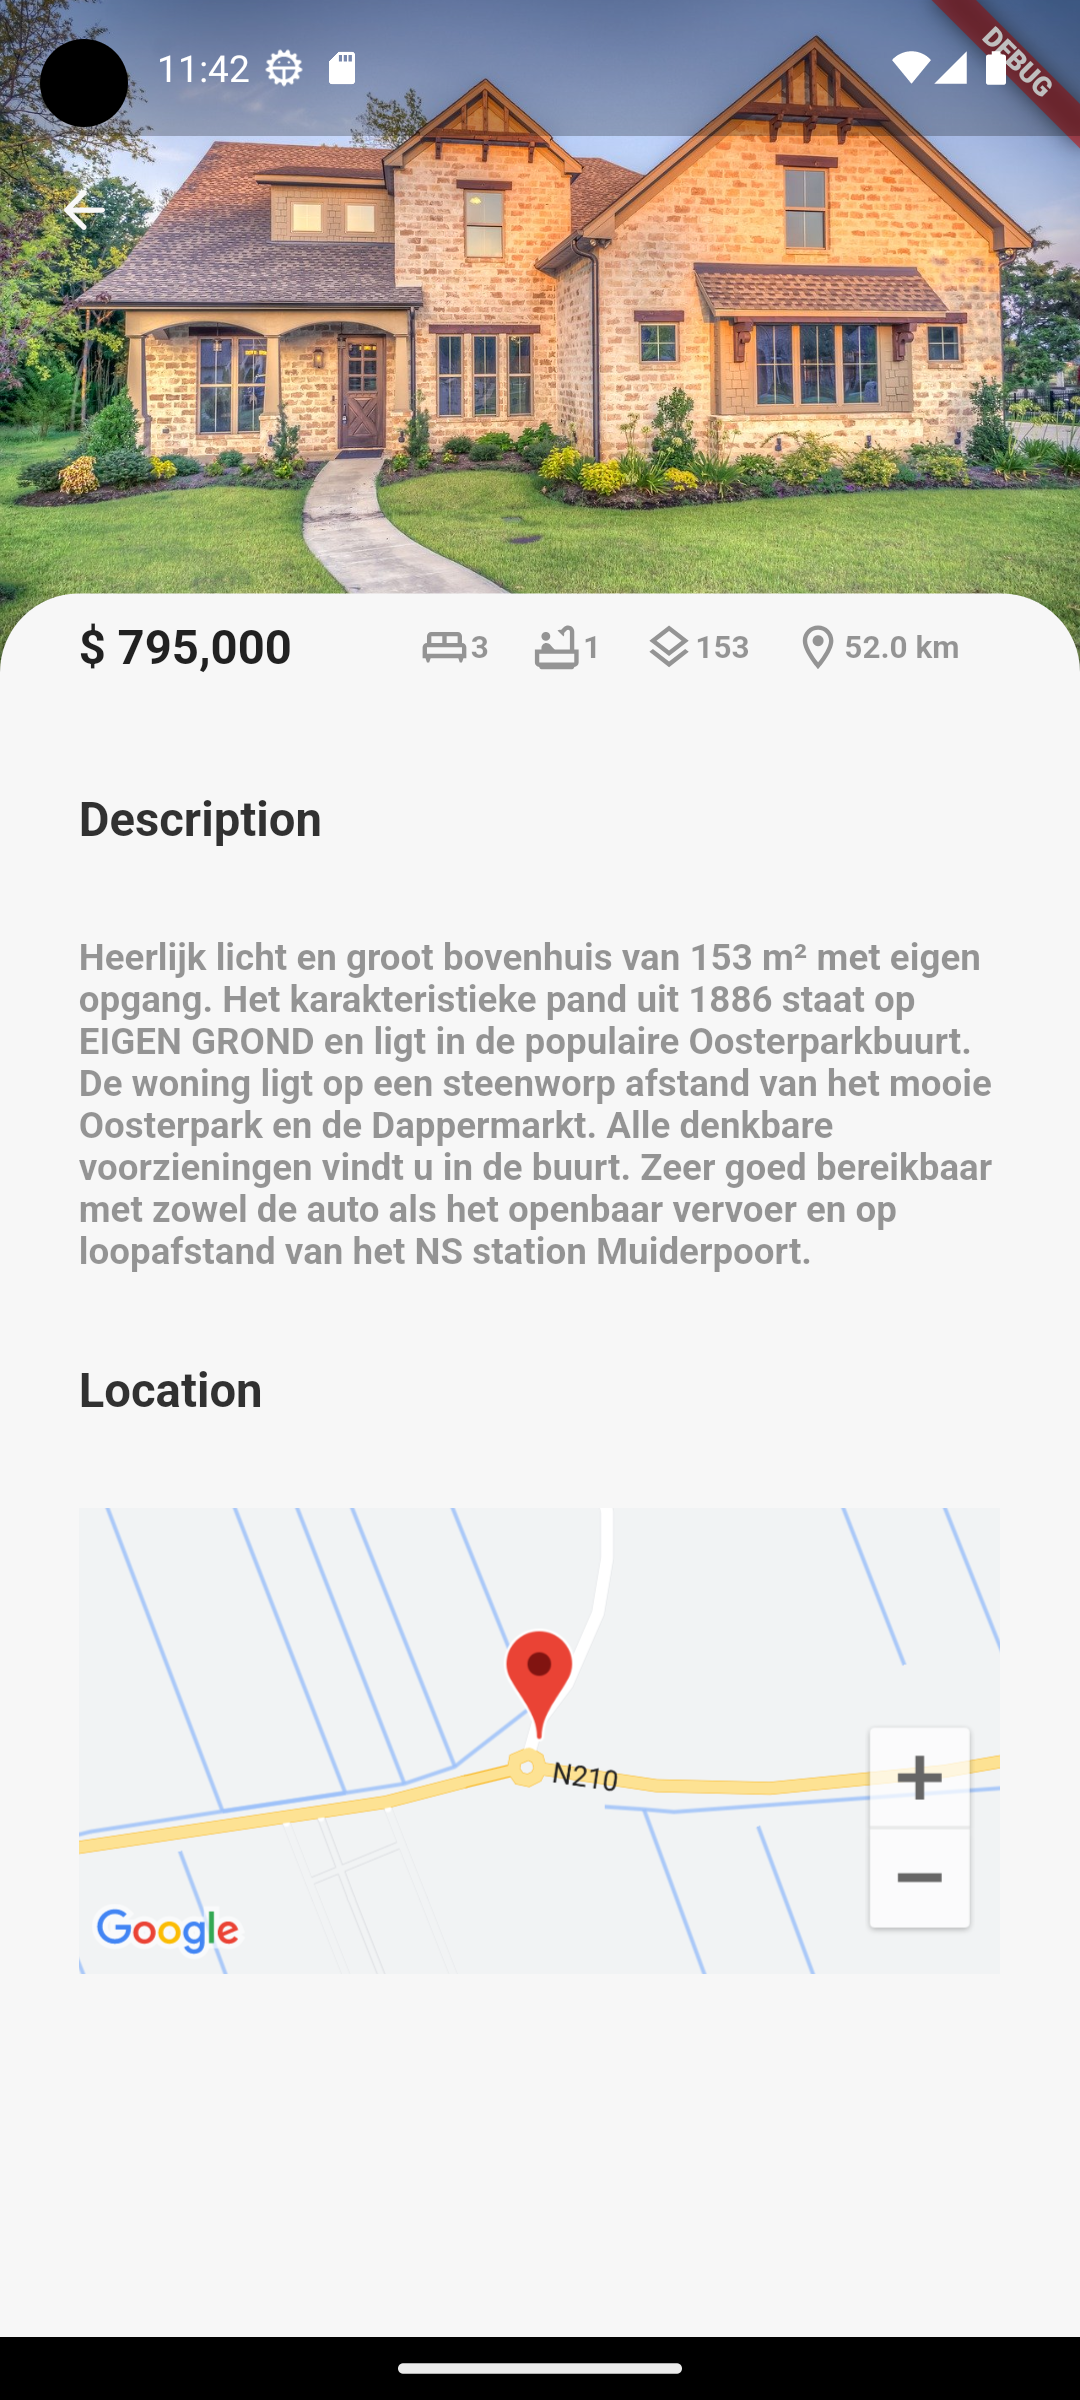 11:42
DEBUG
$ 795,000
3
1
153
52.0 km
Description
Heerlijk licht en groot bovenhuis van 153 m² met eigen
opgang. Het karakteristieke pand uit 1886 staat op
EIGEN GROND en ligt in de populaire Oosterparkbuurt.
De woning ligt op een steenworp afstand van het mooie
Oosterpark en de Dappermarkt. Alle denkbare
voorzieningen vindt u in de buurt. Zeer goed bereikbaar
met zowel de auto als het openbaar vervoer en op
loopafstand van het NS station Muiderpoort.
Location
N210
Google